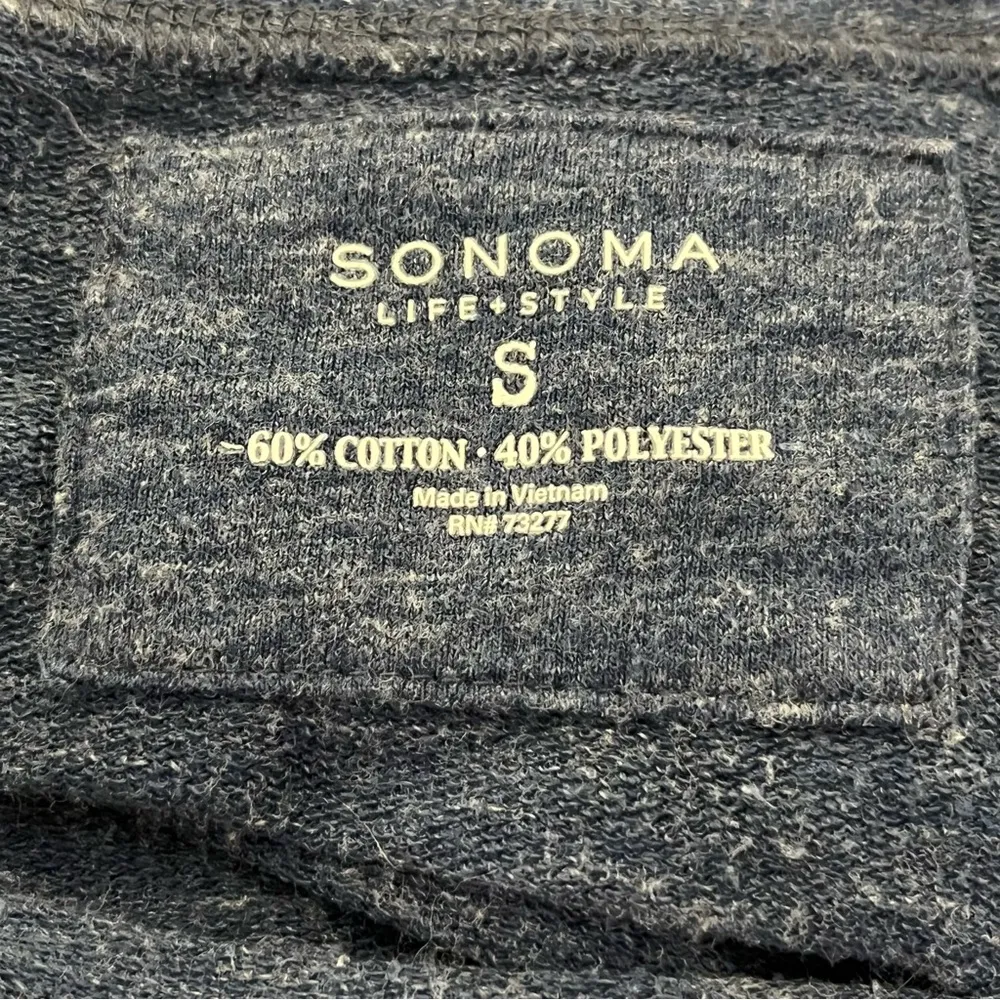 SONOMA
LIFE+STYLE
S
60% COTTON · 40% POLYESTER
Made in Vietnam
RN# 73277